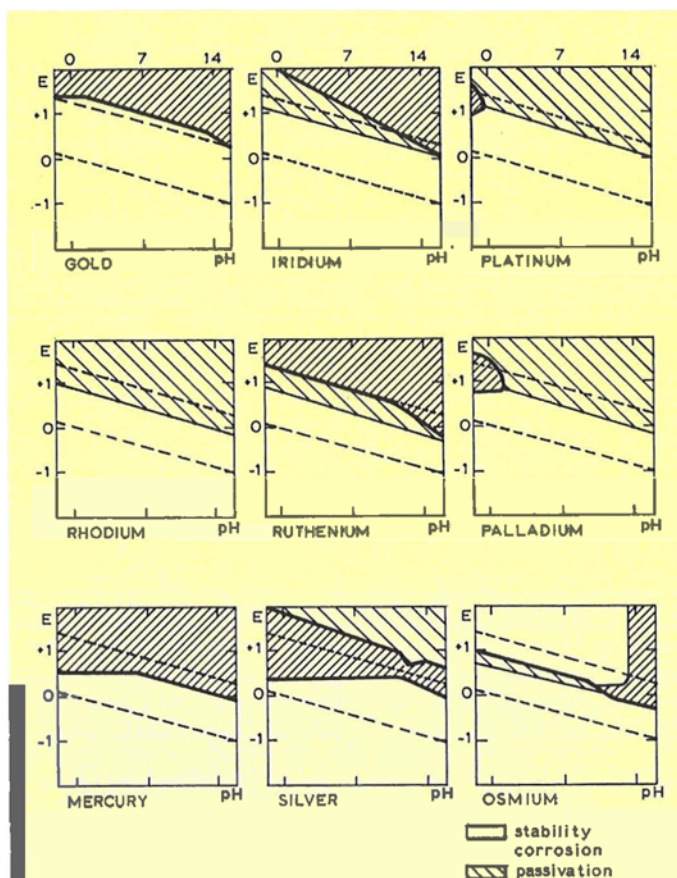 0 7 14 0 7 14 0 7 14
E E E
+1 +1 +1
0 0 0
-1 -1 -1
GOLD pH IRIDIUM pH PLATINUM pH
E E E
+1 +1 +1
0 0 0
-1 -1 -1
RHODIUM pH RUTHENIUM pH PALLADIUM pH
E E E
+1 +1 +1
0 0 0
-1 -1 -1
MERCURY pH SILVER pH OSMIUM pH
stability
corrosion
passivation